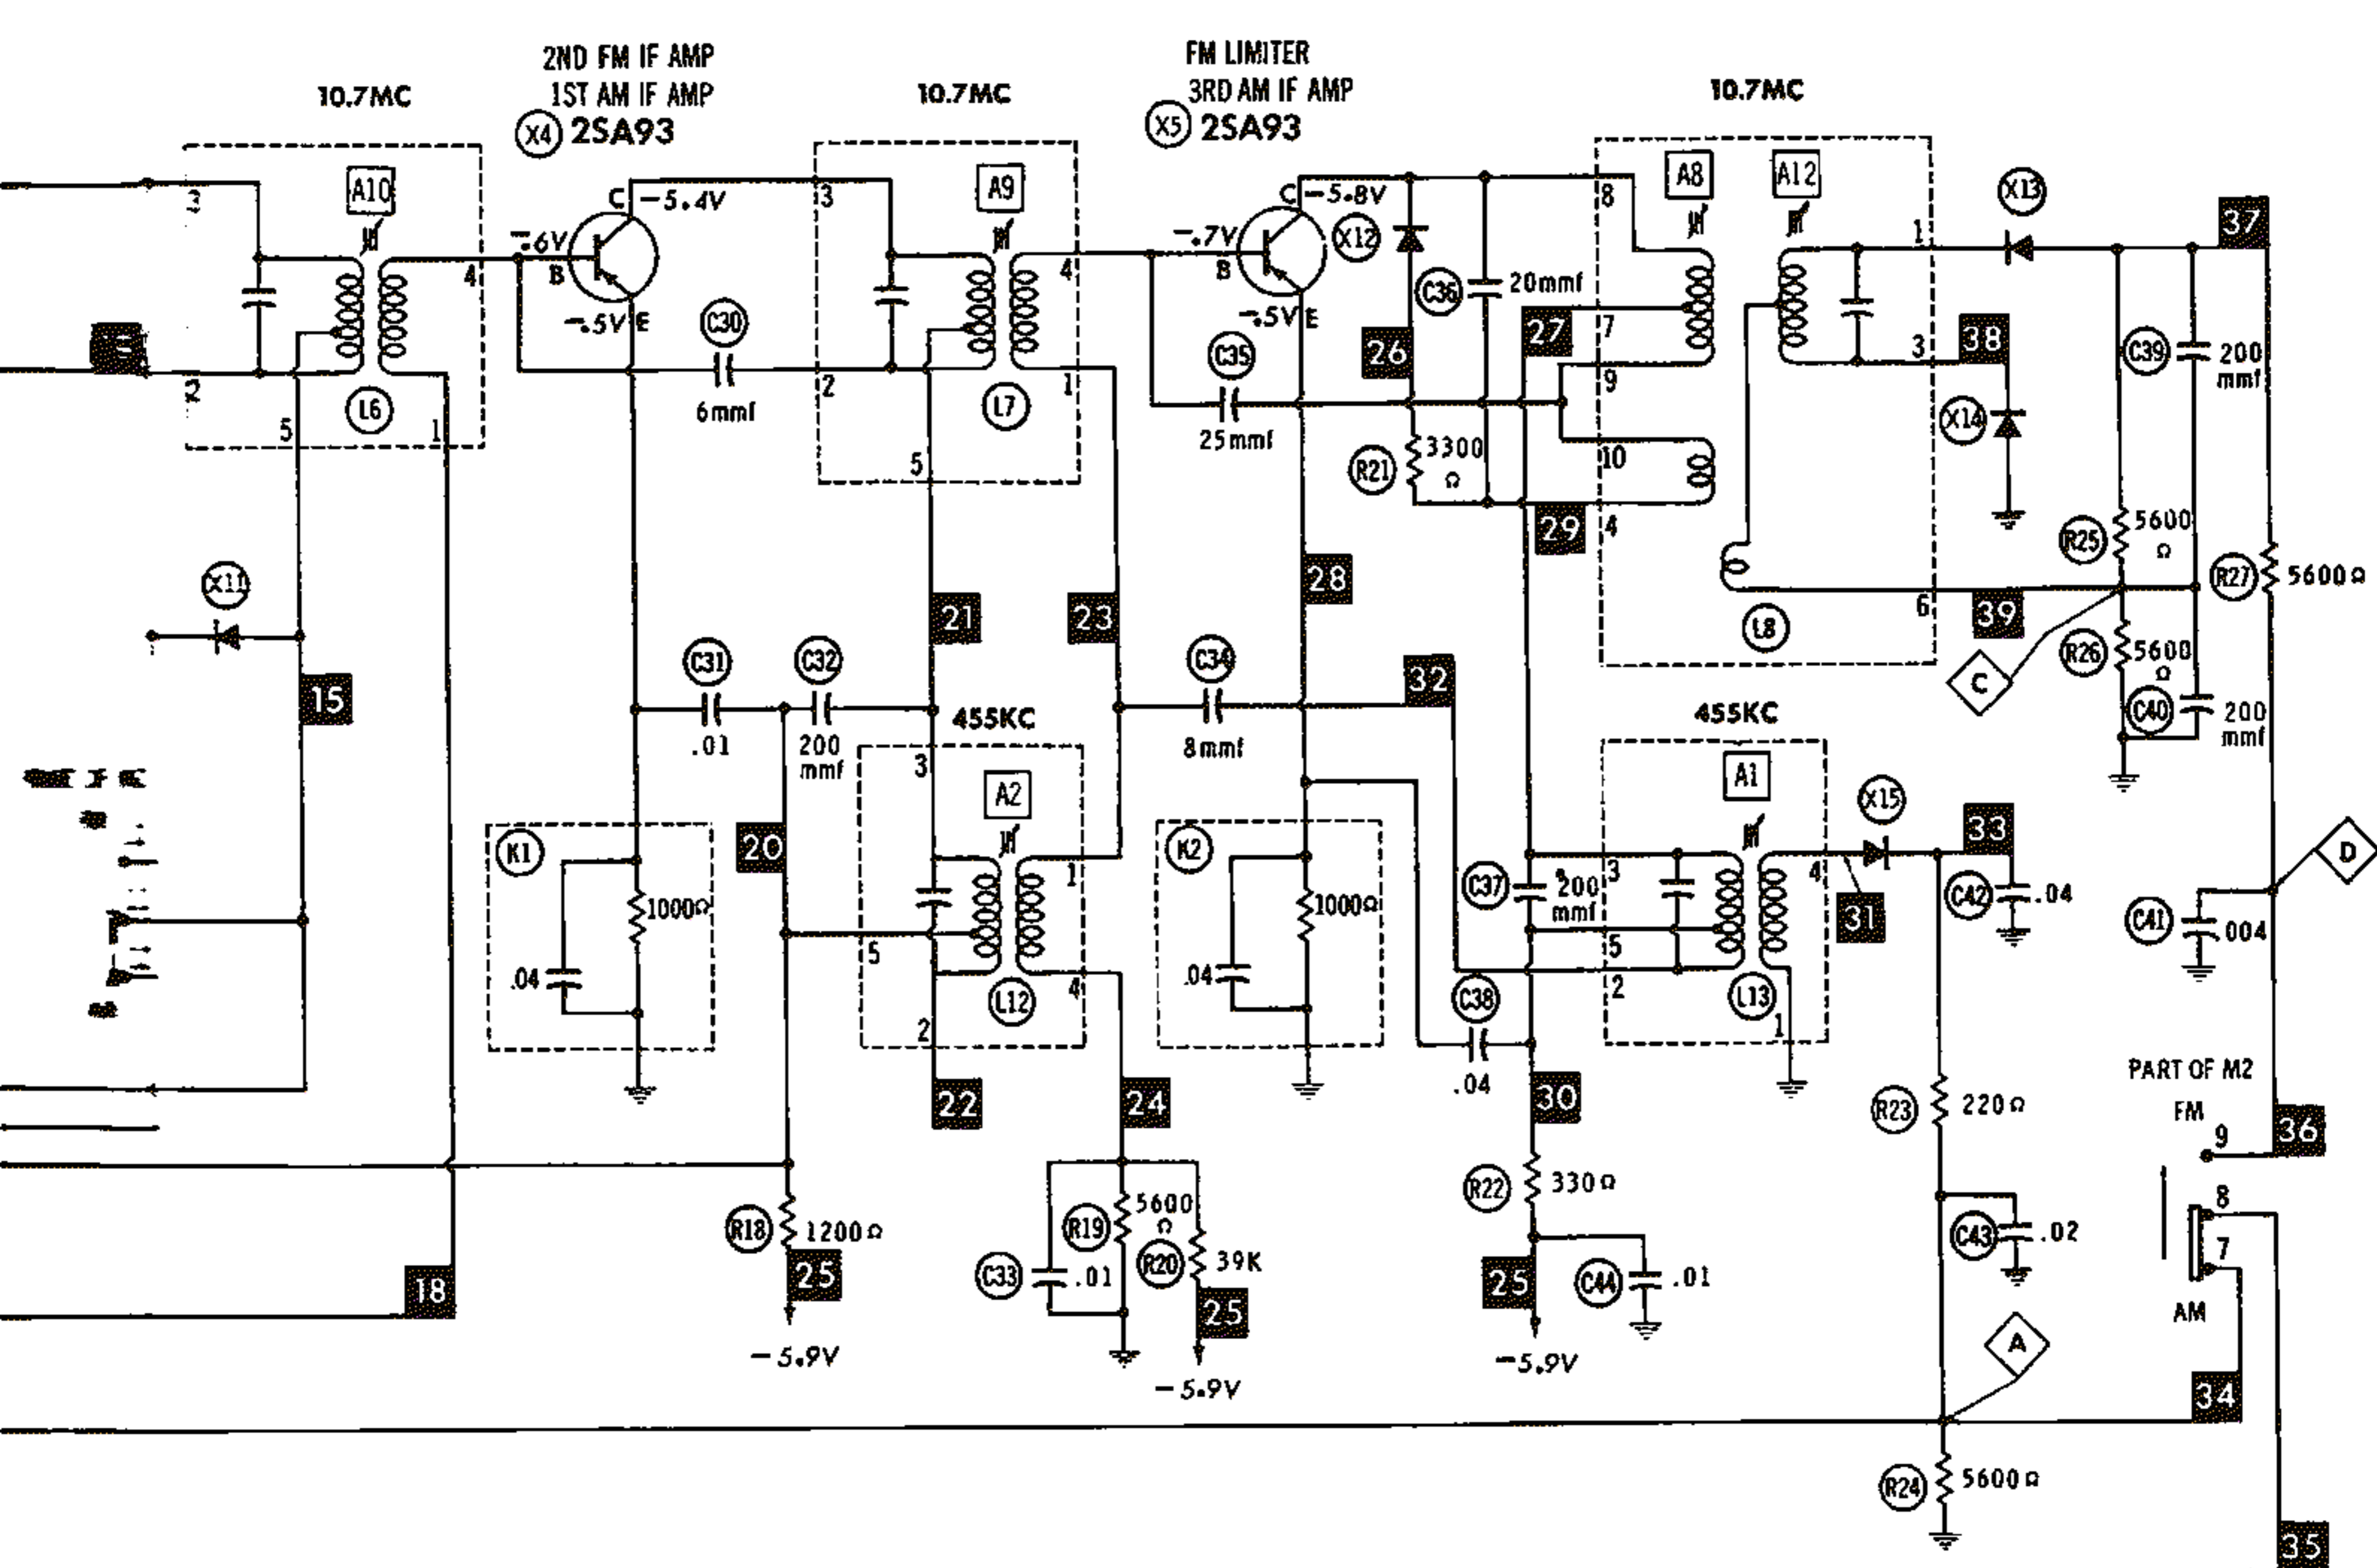 2ND FM IF AMP
1ST AM IF AMP
X4 2SA93
FM LIMITER
3RD AM IF AMP
X5 2SA93
10.7MC
10.7MC
10.7MC
A10
3
4
2
5
1
L6
C -5.4V
-.6V
B
-.5V E
C30
6mmf
A9
3
4
2
1
5
L7
C -5.8V
-.7V
B
-.5V E
X12
C36
20mmf
C35
25mmf
26
R21
3300
Ω
27
29
A8
A12
8
7
9
10
4
1
3
6
L8
X13
37
38
X14
C39
200
mmf
R25
5600
Ω
R27
5600Ω
39
R26
5600
Ω
C
C40
200
mmf
X11
15
21
23
28
C31
.01
C32
200
mmf
C34
8mmf
32
455KC
3
A2
1
5
4
2
L12
455KC
A1
3
4
5
2
1
L13
X15
33
31
C42
.04
C41
004
D
K1
1000Ω
.04
20
K2
1000Ω
.04
C37
200
mmf
C38
.04
22
24
30
R18
1200Ω
25
-5.9V
C33
.01
R19
5600
Ω
R20
39K
25
-5.9V
R22
330Ω
25
-5.9V
C44
.01
R23
220Ω
C43
.02
PART OF M2
FM
9
36
8
7
AM
A
34
R24
5600Ω
35
18